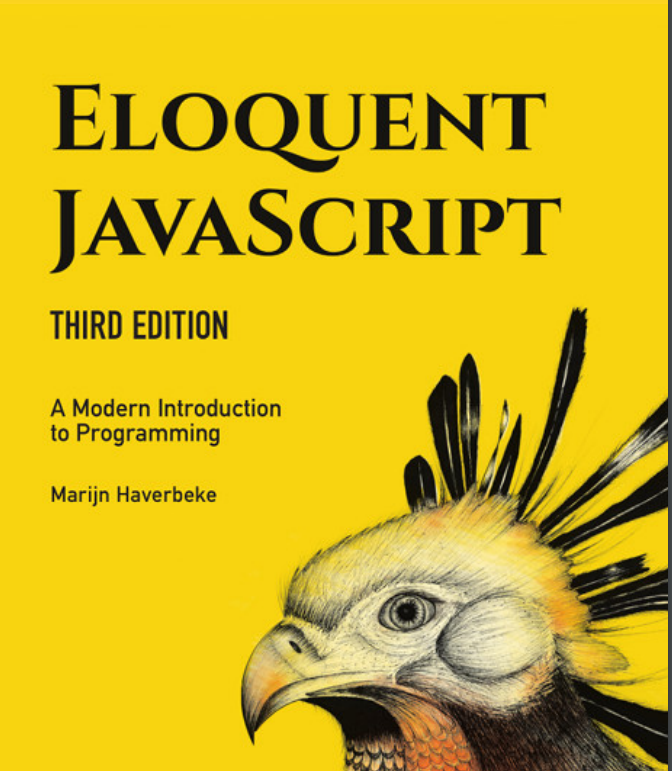 ELOQUENT
JAVASCRIPT
THIRD EDITION
A Modern Introduction
to Programming
Marijn Haverbeke